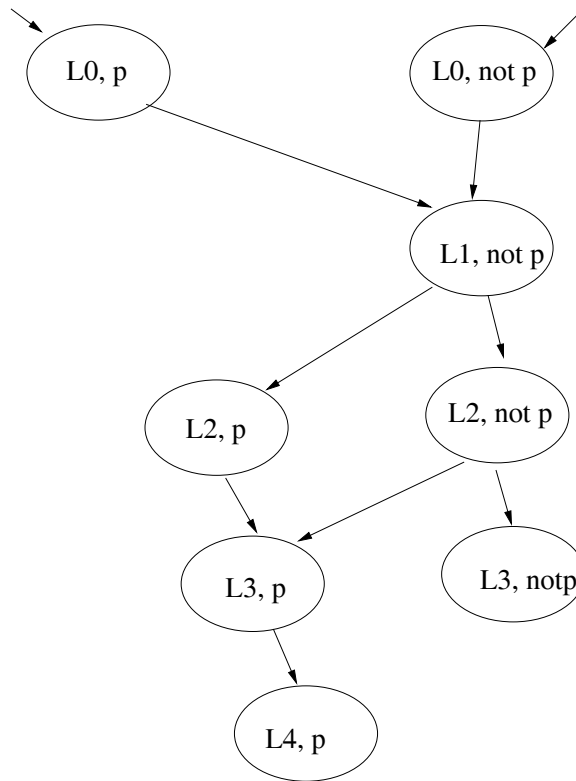 L0, p
L0, not p
L1, not p
L2, p
L2, not p
L3, p
L3, notp
L4, p